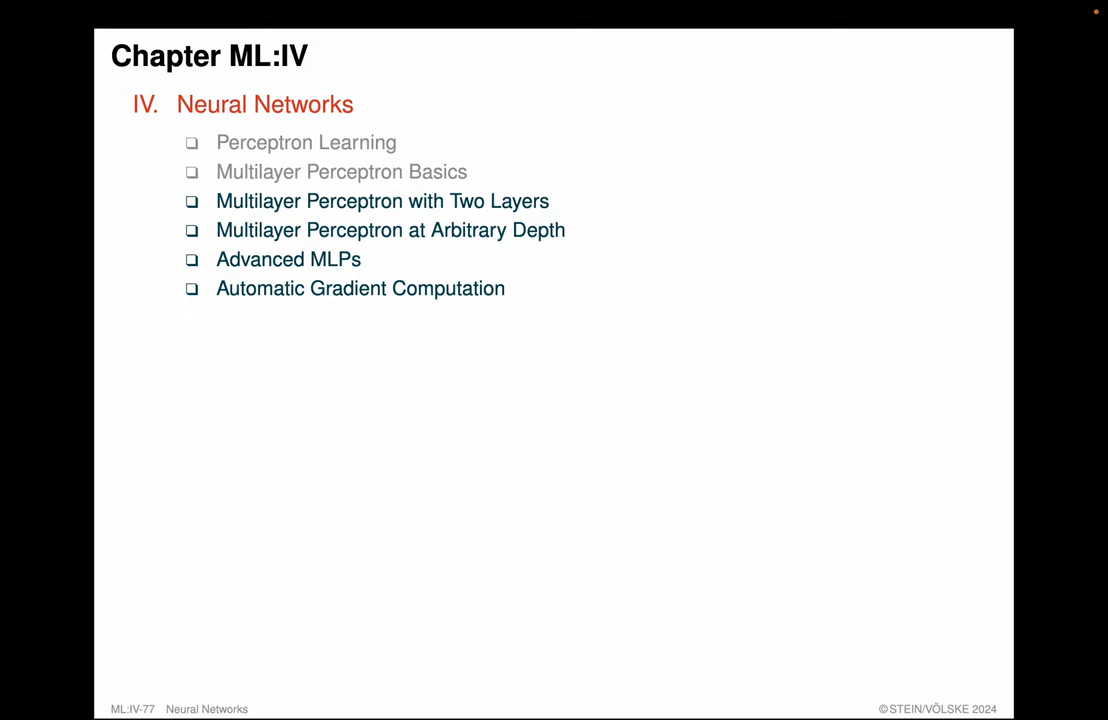 Chapter ML:IV
IV. Neural Networks
❑ Perceptron Learning
❑ Multilayer Perceptron Basics
❑ Multilayer Perceptron with Two Layers
❑ Multilayer Perceptron at Arbitrary Depth
❑ Advanced MLPs
❑ Automatic Gradient Computation
ML:IV-77 Neural Networks
©STEIN/VÖLSKE 2024